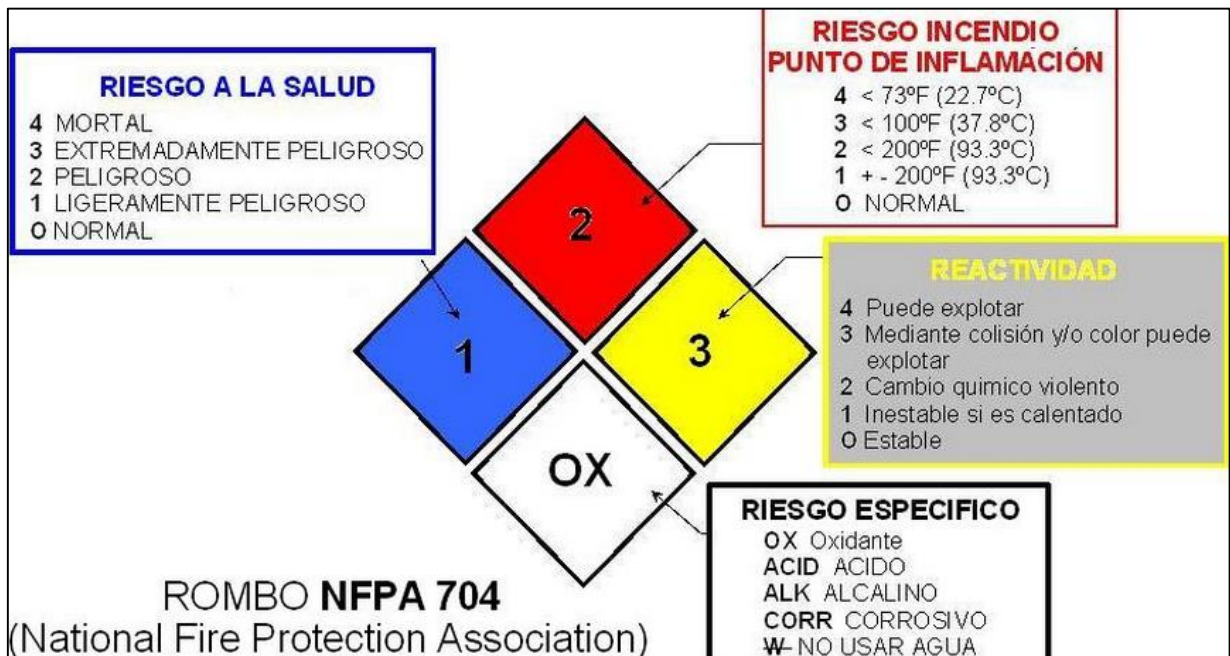 RIESGO A LA SALUD
4 MORTAL
3 EXTREMADAMENTE PELIGROSO
2 PELIGROSO
1 LIGERAMENTE PELIGROSO
O NORMAL
RIESGO INCENDIO
PUNTO DE INFLAMACIÓN
4 < 73ºF (22.7ºC)
3 < 100ºF (37.8ºC)
2 < 200ºF (93.3ºC)
1 + - 200ºF (93.3ºC)
O NORMAL
2
1
3
OX
REACTIVIDAD
4 Puede explotar
3 Mediante colisión y/o color puede
explotar
2 Cambio quimico violento
1 Inestable si es calentado
O Estable
RIESGO ESPECIFICO
OX Oxidante
ACID ACIDO
ALK ALCALINO
CORR CORROSIVO
W NO USAR AGUA
ROMBO NFPA 704
(National Fire Protection Association)